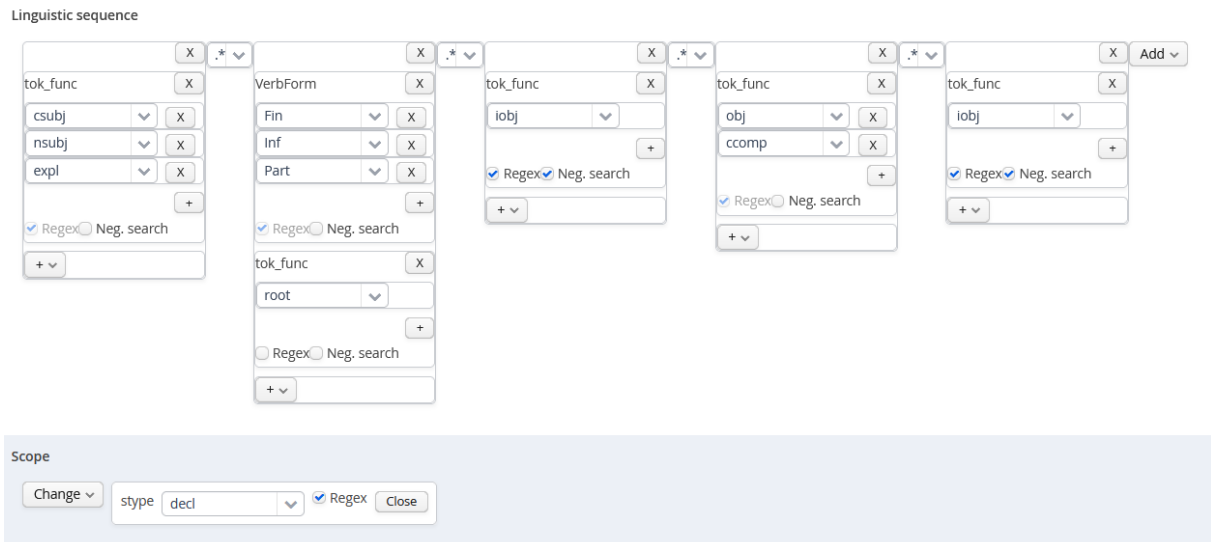 Linguistic sequence
X .* X .* X .* X .* X Add
tok_func X VerbForm X tok_func X tok_func X tok_func X
csubj X Fin X iobj obj X iobj
nsubj X Inf X + ccomp X +
expl X Part X Regex Neg. search + Regex Neg. search
+ + + Regex Neg. search +
Regex Neg. search Regex Neg. search +
+ tok_func X
root
+
Regex Neg. search
+
Scope
Change stype decl Regex Close